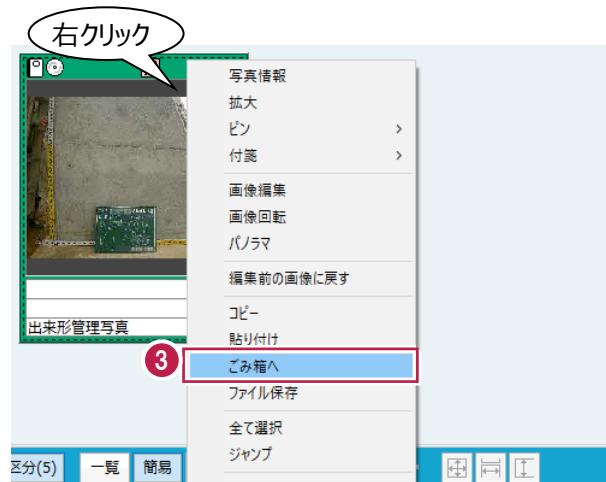 右クリック
写真情報
拡大
ピン
付箋
画像編集
画像回転
パノラマ
編集前の画像に戻す
コピー
貼り付け
3
ごみ箱へ
ファイル保存
全て選択
ジャンプ
出来形管理写真
区分(5)
一覧
簡易